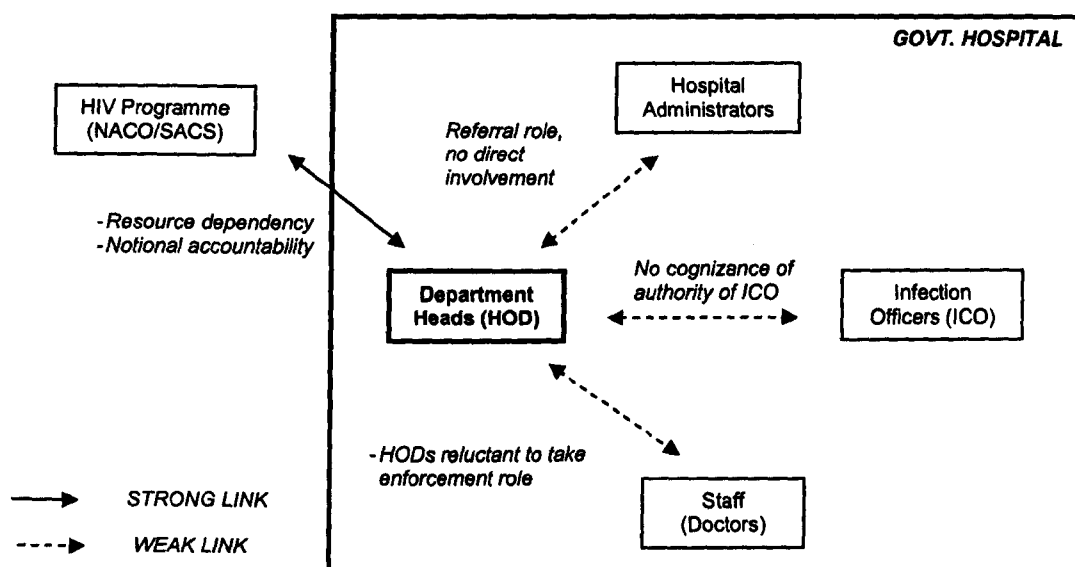 GOVT. HOSPITAL
HIV Programme
(NACO/SACS)
Hospital
Administrators
Referral role,
no direct
involvement
-Resource dependency
-Notional accountability
Department
Heads (HOD)
No cognizance of
authority of ICO
Infection
Officers (ICO)
-HODs reluctant to take
enforcement role
Staff
(Doctors)
STRONG LINK
WEAK LINK